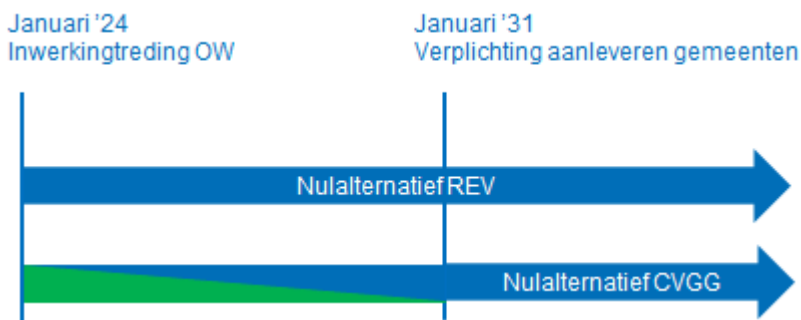 Januari ’24
Inwerkingtreding OW
Januari ’31
Verplichting aanleveren gemeenten
Nulalternatief REV
Nulalternatief CVGG